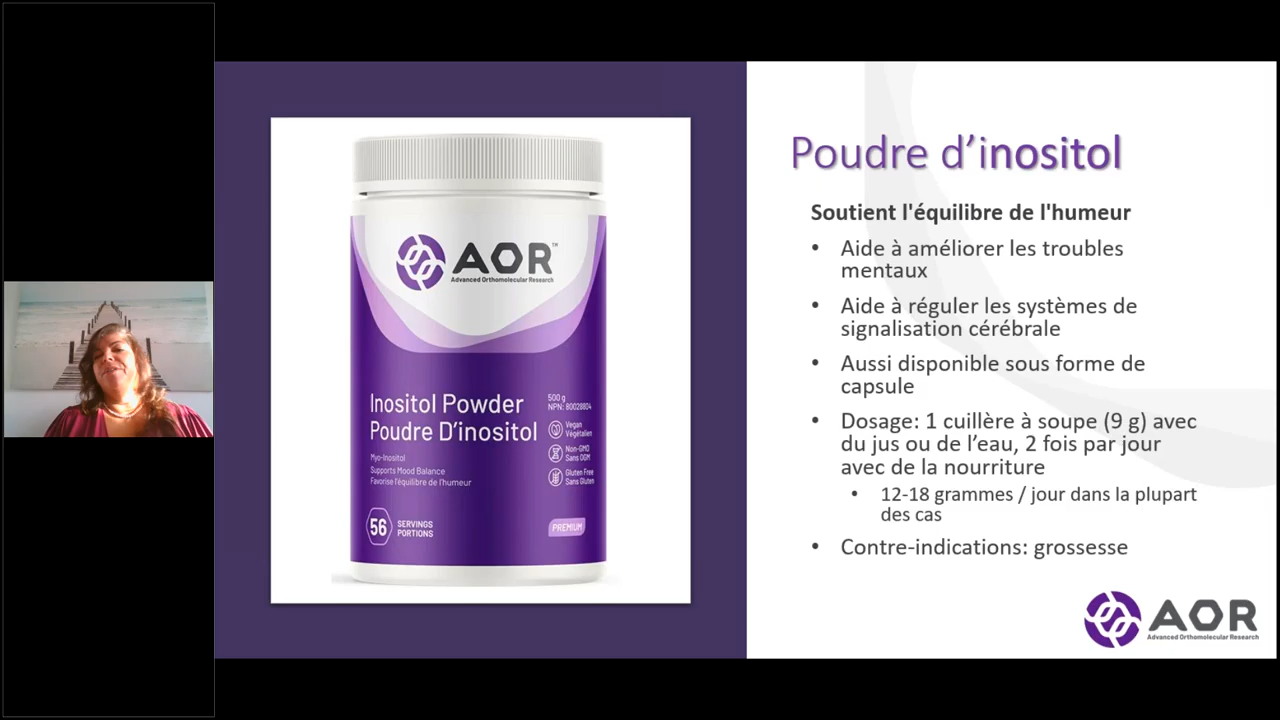 AOR™
Advanced Orthomolecular Research
Inositol Powder
Poudre D'inositol
500 g
NPN: 80028804
Vegan
Végétalien
Non-GMO
Sans OGM
Gluten Free
Sans Gluten
Myo-Inositol
Supports Mood Balance
Favorise l'équilibre de l'humeur
56
SERVINGS
PORTIONS
PREMIUM
Poudre d'inositol
Soutient l'équilibre de l'humeur
• Aide à améliorer les troubles
mentaux
• Aide à réguler les systèmes de
signalisation cérébrale
• Aussi disponible sous forme de
capsule
• Dosage: 1 cuillère à soupe (9 g) avec
du jus ou de l'eau, 2 fois par jour
avec de la nourriture
• 12-18 grammes / jour dans la plupart
des cas
• Contre-indications: grossesse
AOR
Advanced Orthomolecular Research